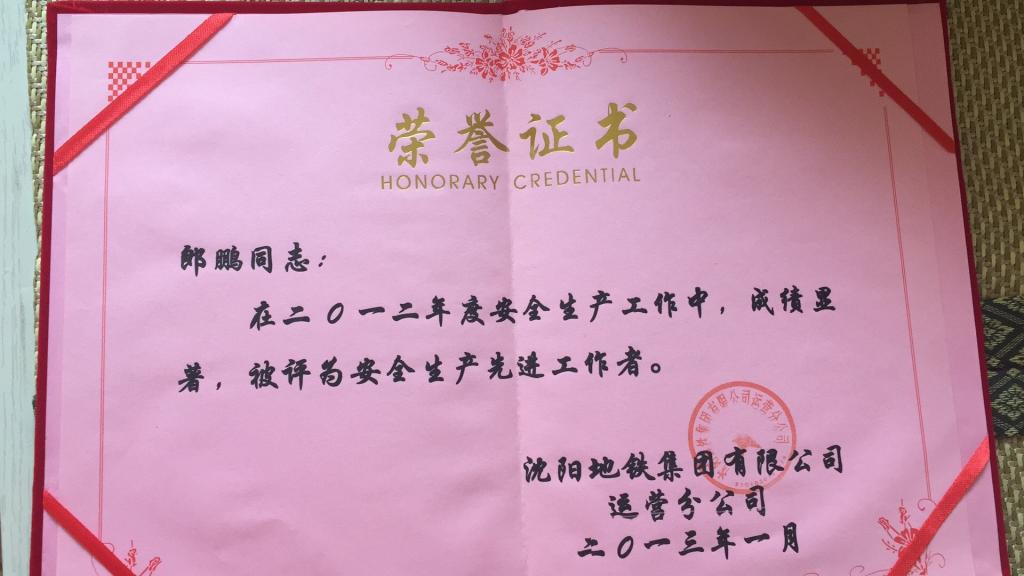 荣誉证书
HONORARY CREDENTIAL
郎鹏同志：
在二0一二年度安全生产工作中，成绩显
著，被评为安全生产先进工作者。
沈阳地铁集团有限公司
运营分公司
二0一三年一月